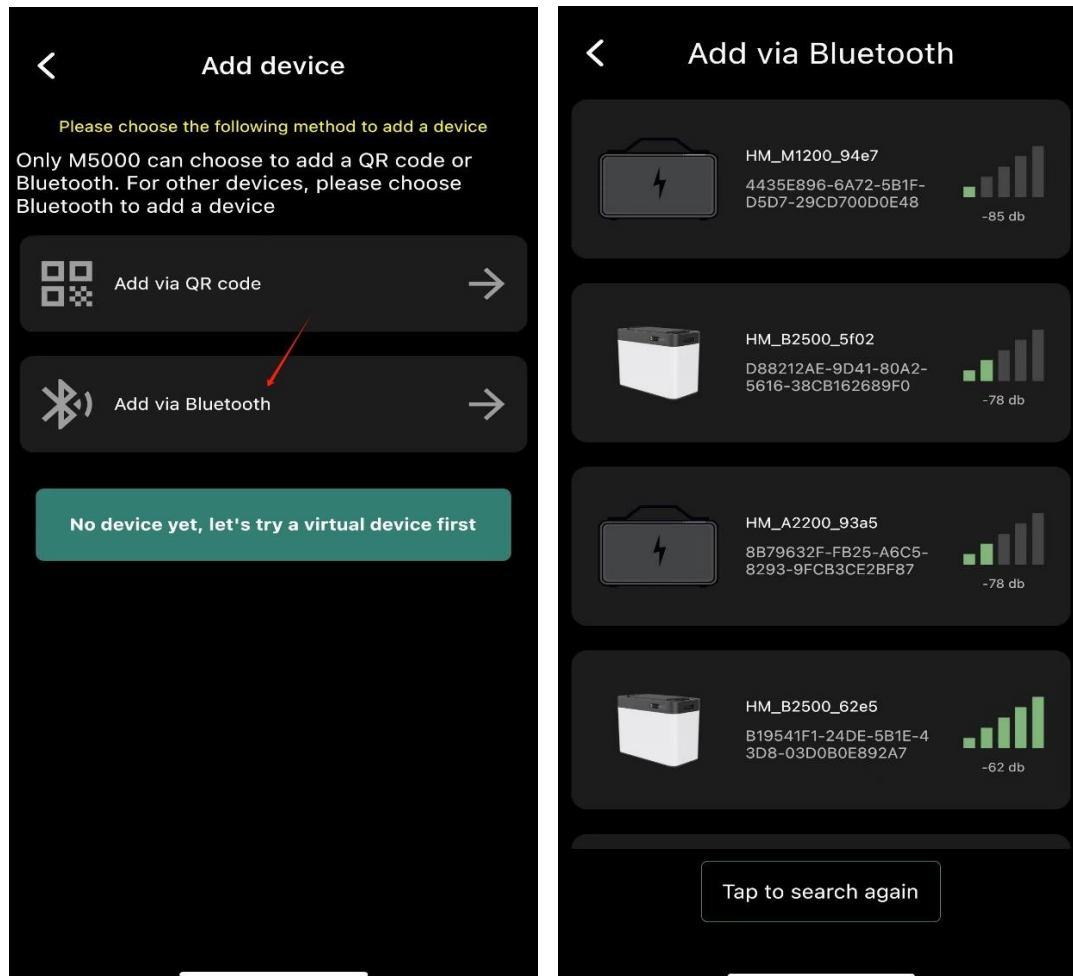 Add device
Please choose the following method to add a device
Only M5000 can choose to add a QR code or
Bluetooth. For other devices, please choose
Bluetooth to add a device
Add via QR code
Add via Bluetooth
No device yet, let's try a virtual device first
Add via Bluetooth
HM_M1200_94e7
4435E896-6A72-5B1F-
D5D7-29CD700D0E48
-85 db
HM_B2500_5f02
D88212AE-9D41-80A2-
5616-38CB162689F0
-78 db
HM_A2200_93a5
8B79632F-FB25-A6C5-
8293-9FCB3CE2BF87
-78 db
HM_B2500_62e5
B19541F1-24DE-5B1E-4
3D8-03D0B0E892A7
-62 db
Tap to search again